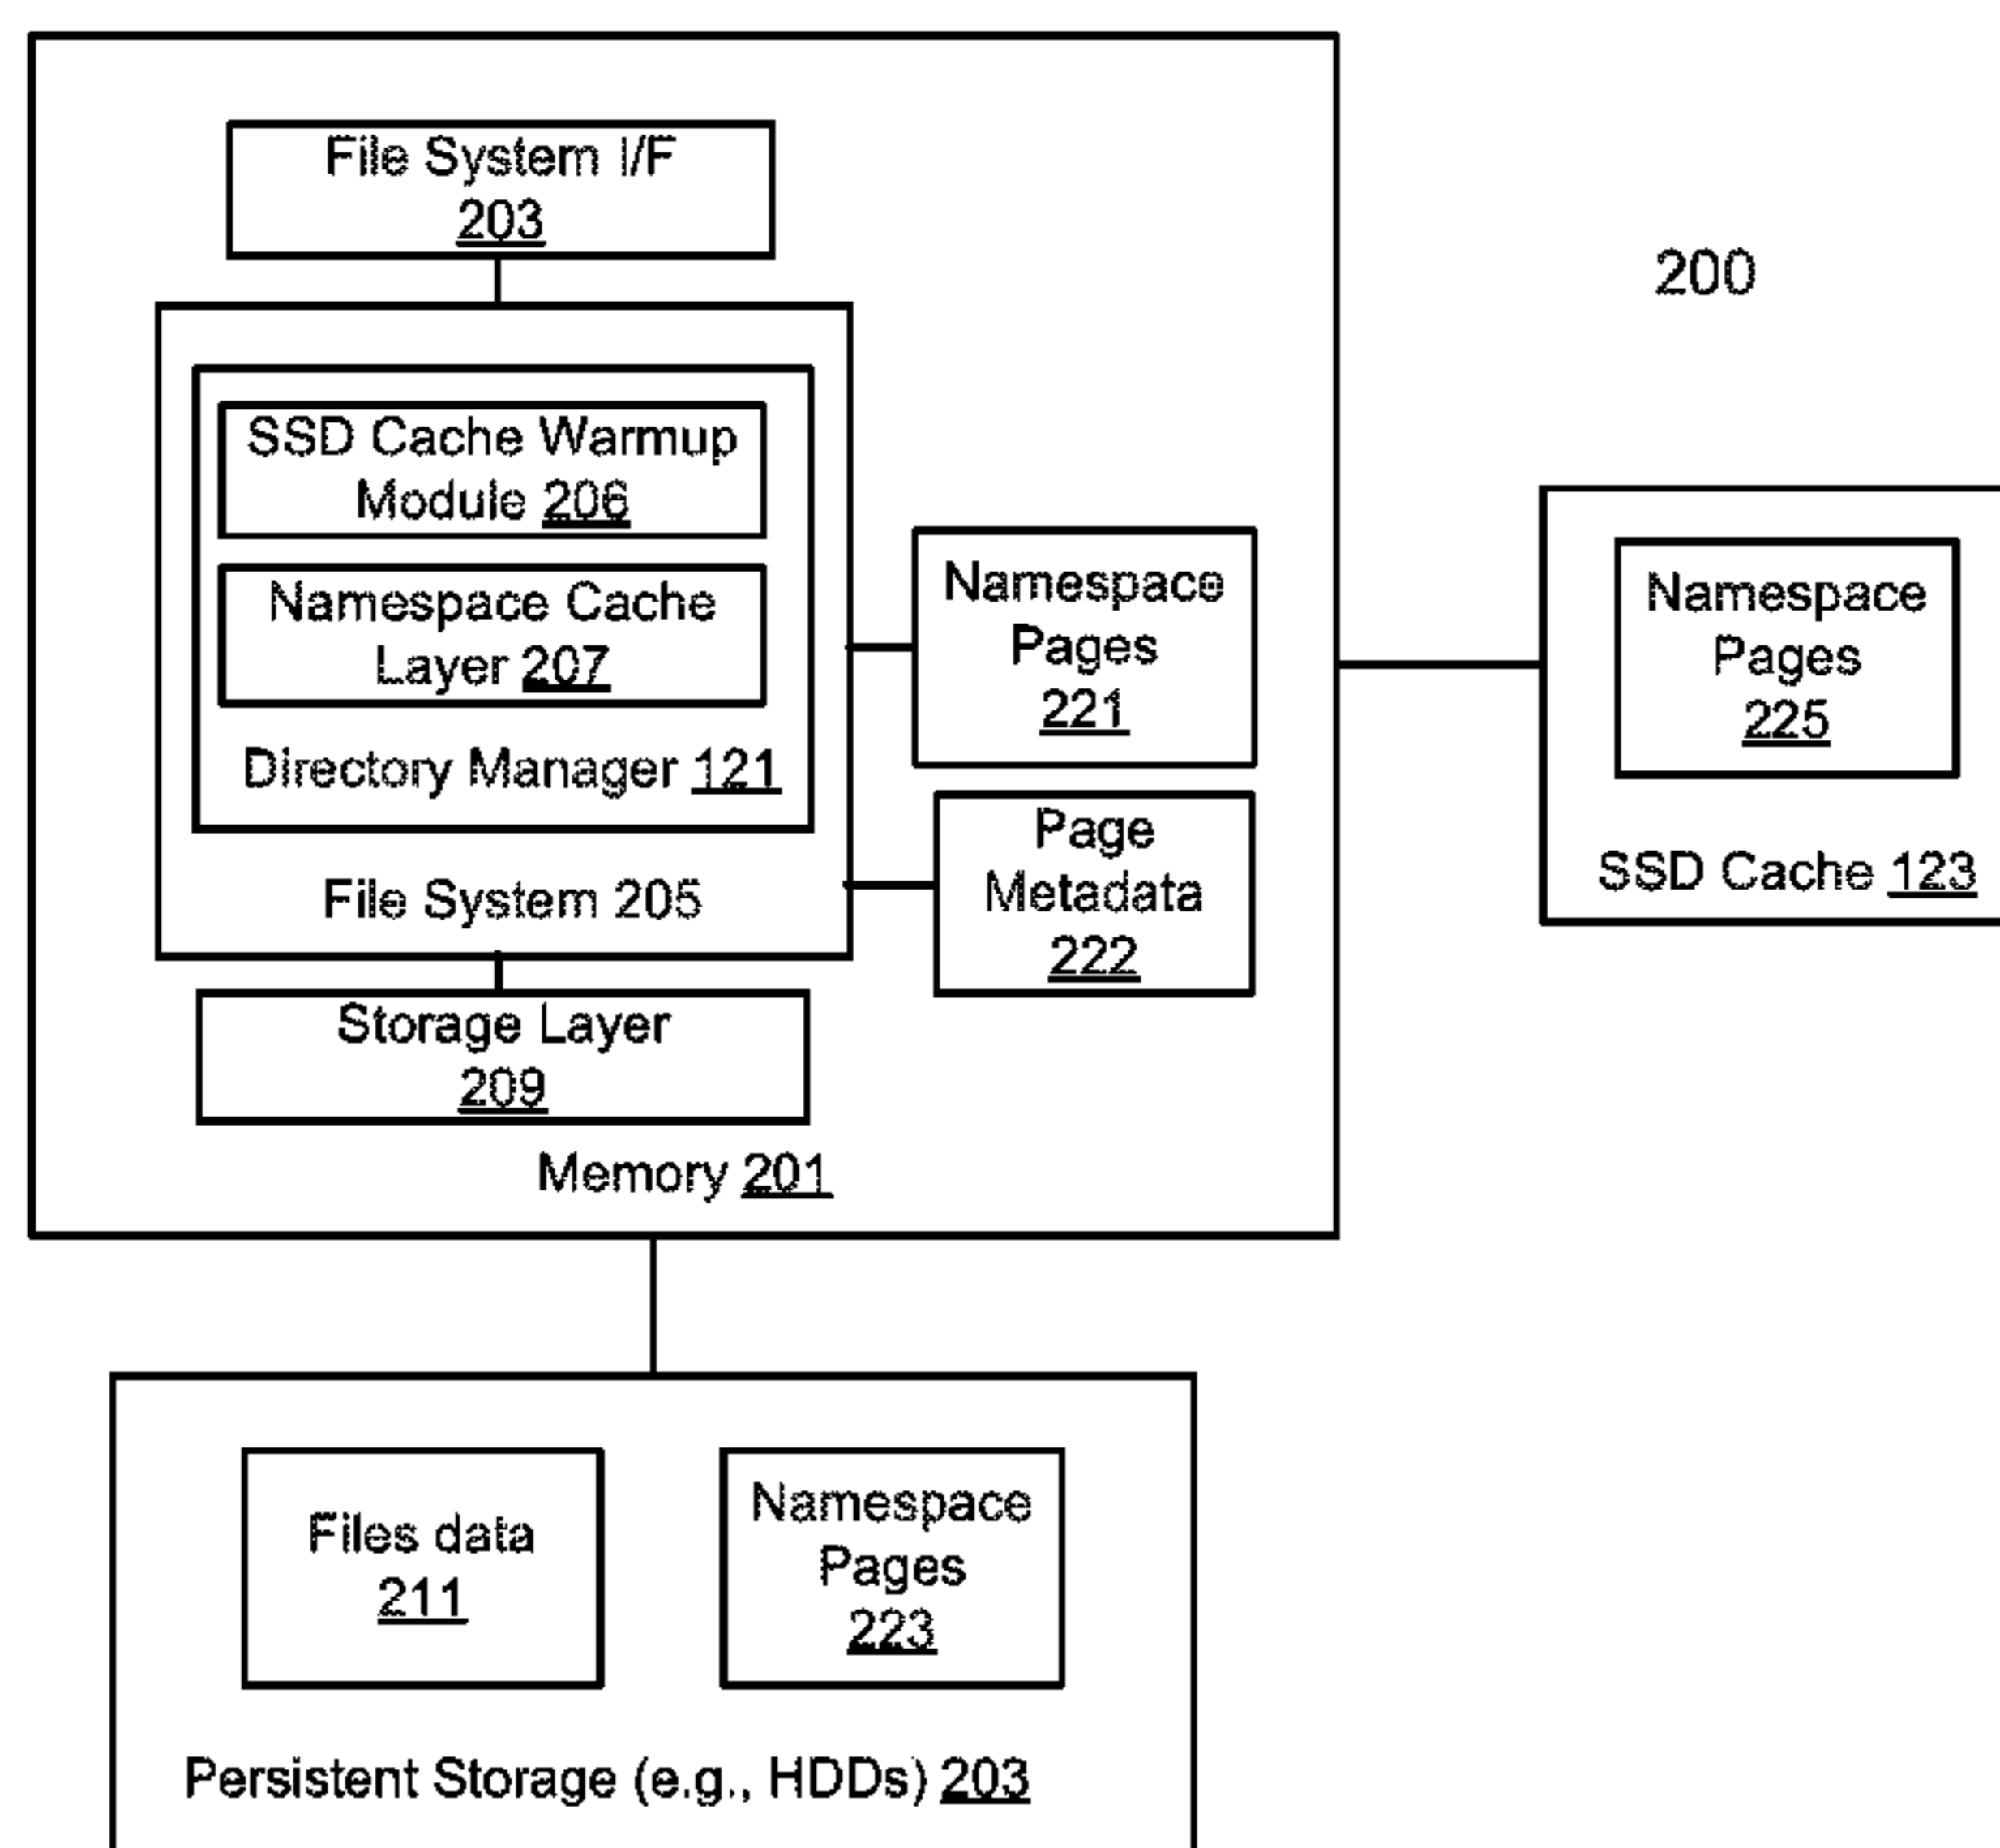 File System I/F
203
200
SSD Cache Warmup
Module 206
Namespace Cache
Layer 207
Directory Manager 121
File System 205
Namespace
Pages
221
Page
Metadata
222
Namespace
Pages
225
SSD Cache 123
Storage Layer
209
Memory 201
Files data
211
Namespace
Pages
223
Persistent Storage (e.g., HDDs) 203